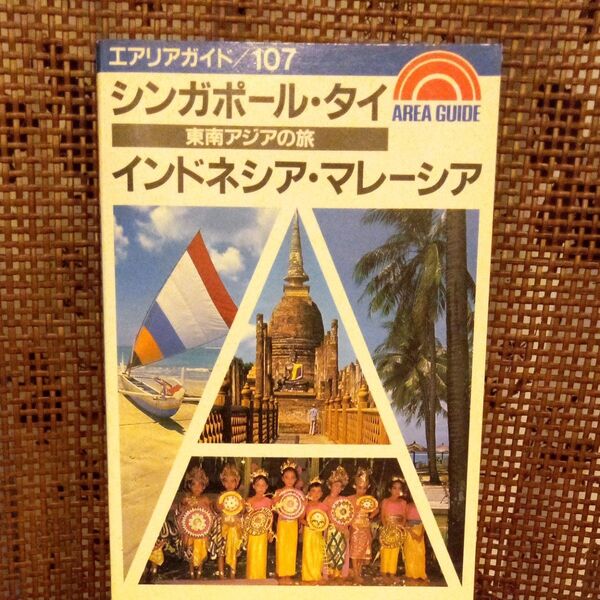 エアリアガイド/107
シンガポール・タイ
AREA GUIDE
東南アジアの旅
インドネシア・マレーシア